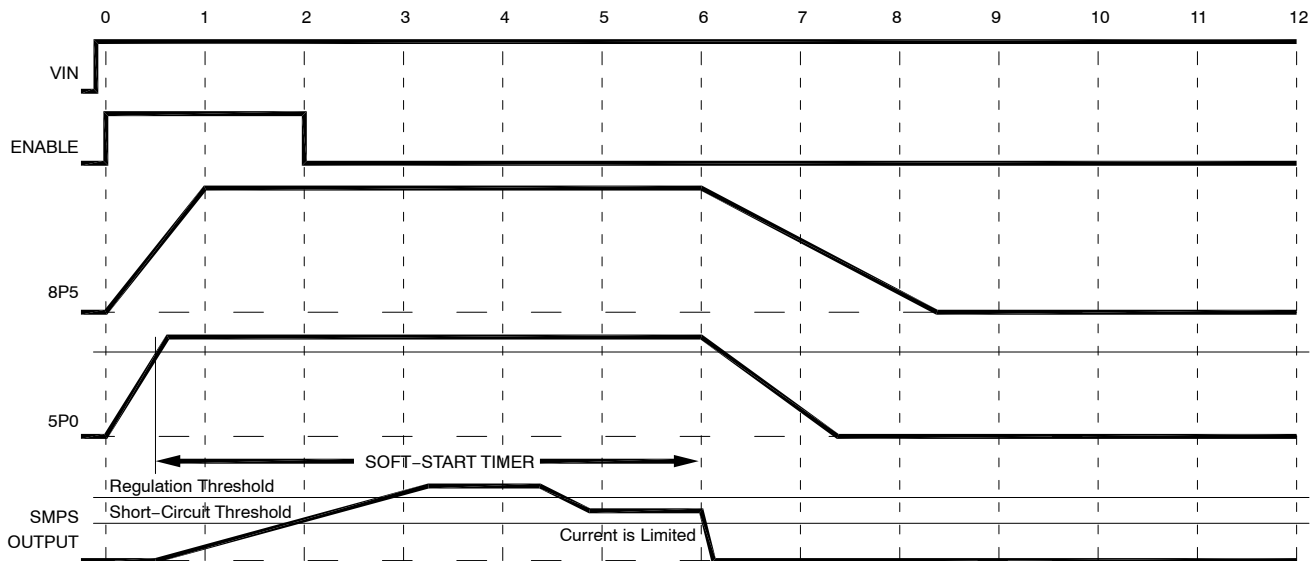 0 1 2 3 4 5 6 7 8 9 10 11 12
VIN
ENABLE
8P5
5P0
SOFT−START TIMER
Regulation Threshold
Short−Circuit Threshold
SMPS
OUTPUT
Current is Limited